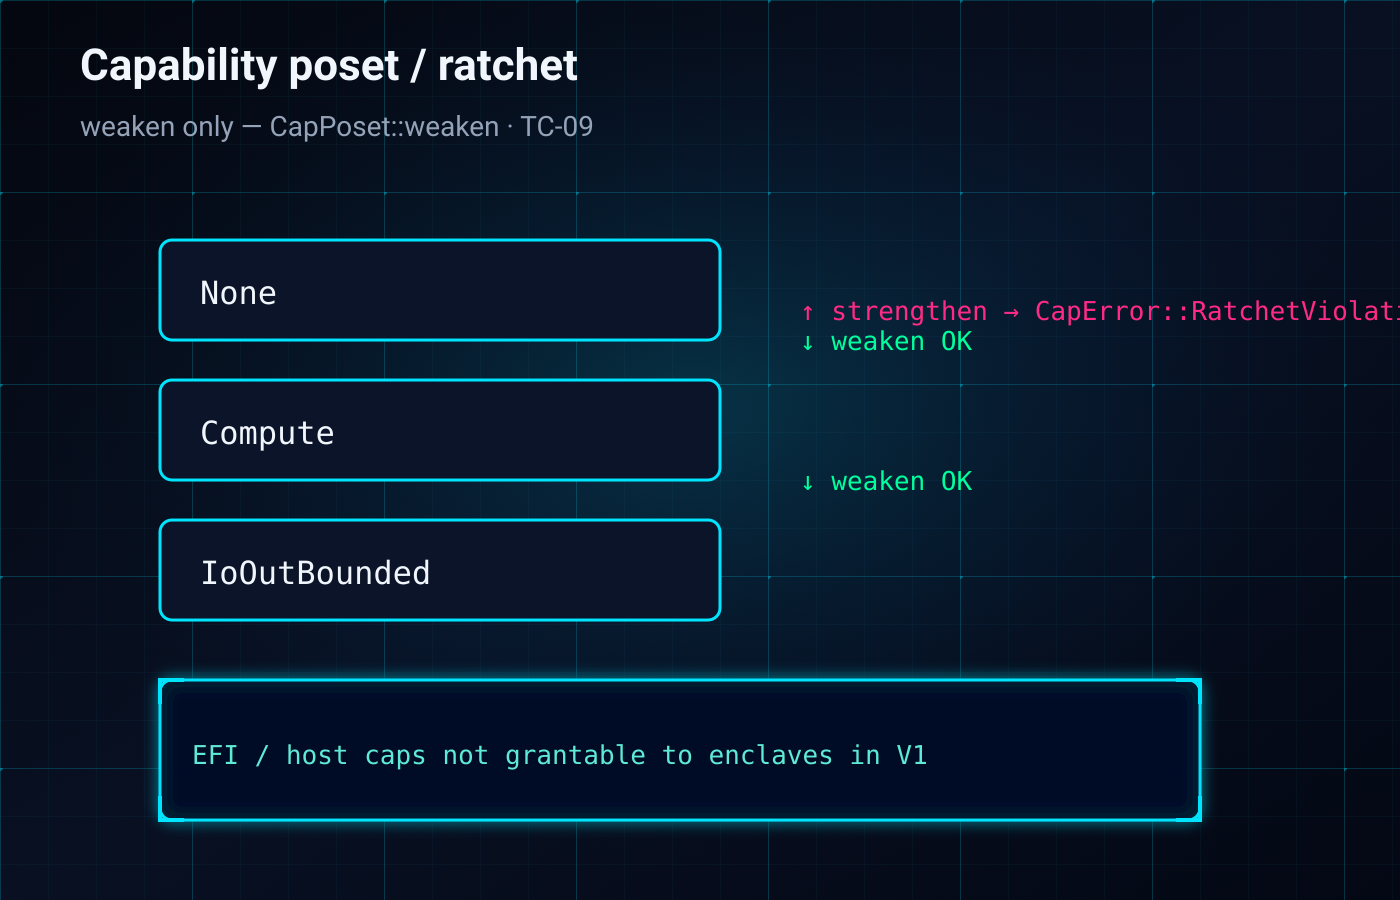 Capability poset / ratchet
weaken only — CapPoset::weaken · TC-09
None
↑ strengthen → CapError::RatchetViolati
↓ weaken OK
Compute
↓ weaken OK
IoOutBounded
EFI / host caps not grantable to enclaves in V1